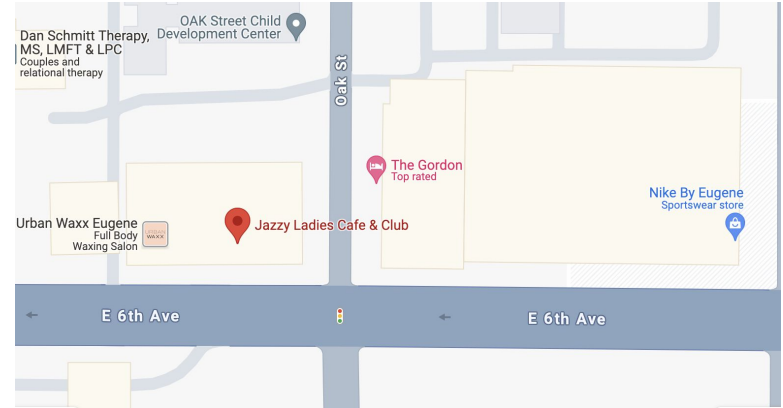 OAK Street Child
Development Center
Dan Schmitt Therapy,
MS, LMFT & LPC
Couples and
relational therapy
Oak St
The Gordon
Top rated
Nike By Eugene
Sportswear store
Urban Waxx Eugene
Full Body
Waxing Salon
URBAN
WAXX
Jazzy Ladies Cafe & Club
E 6th Ave
E 6th Ave